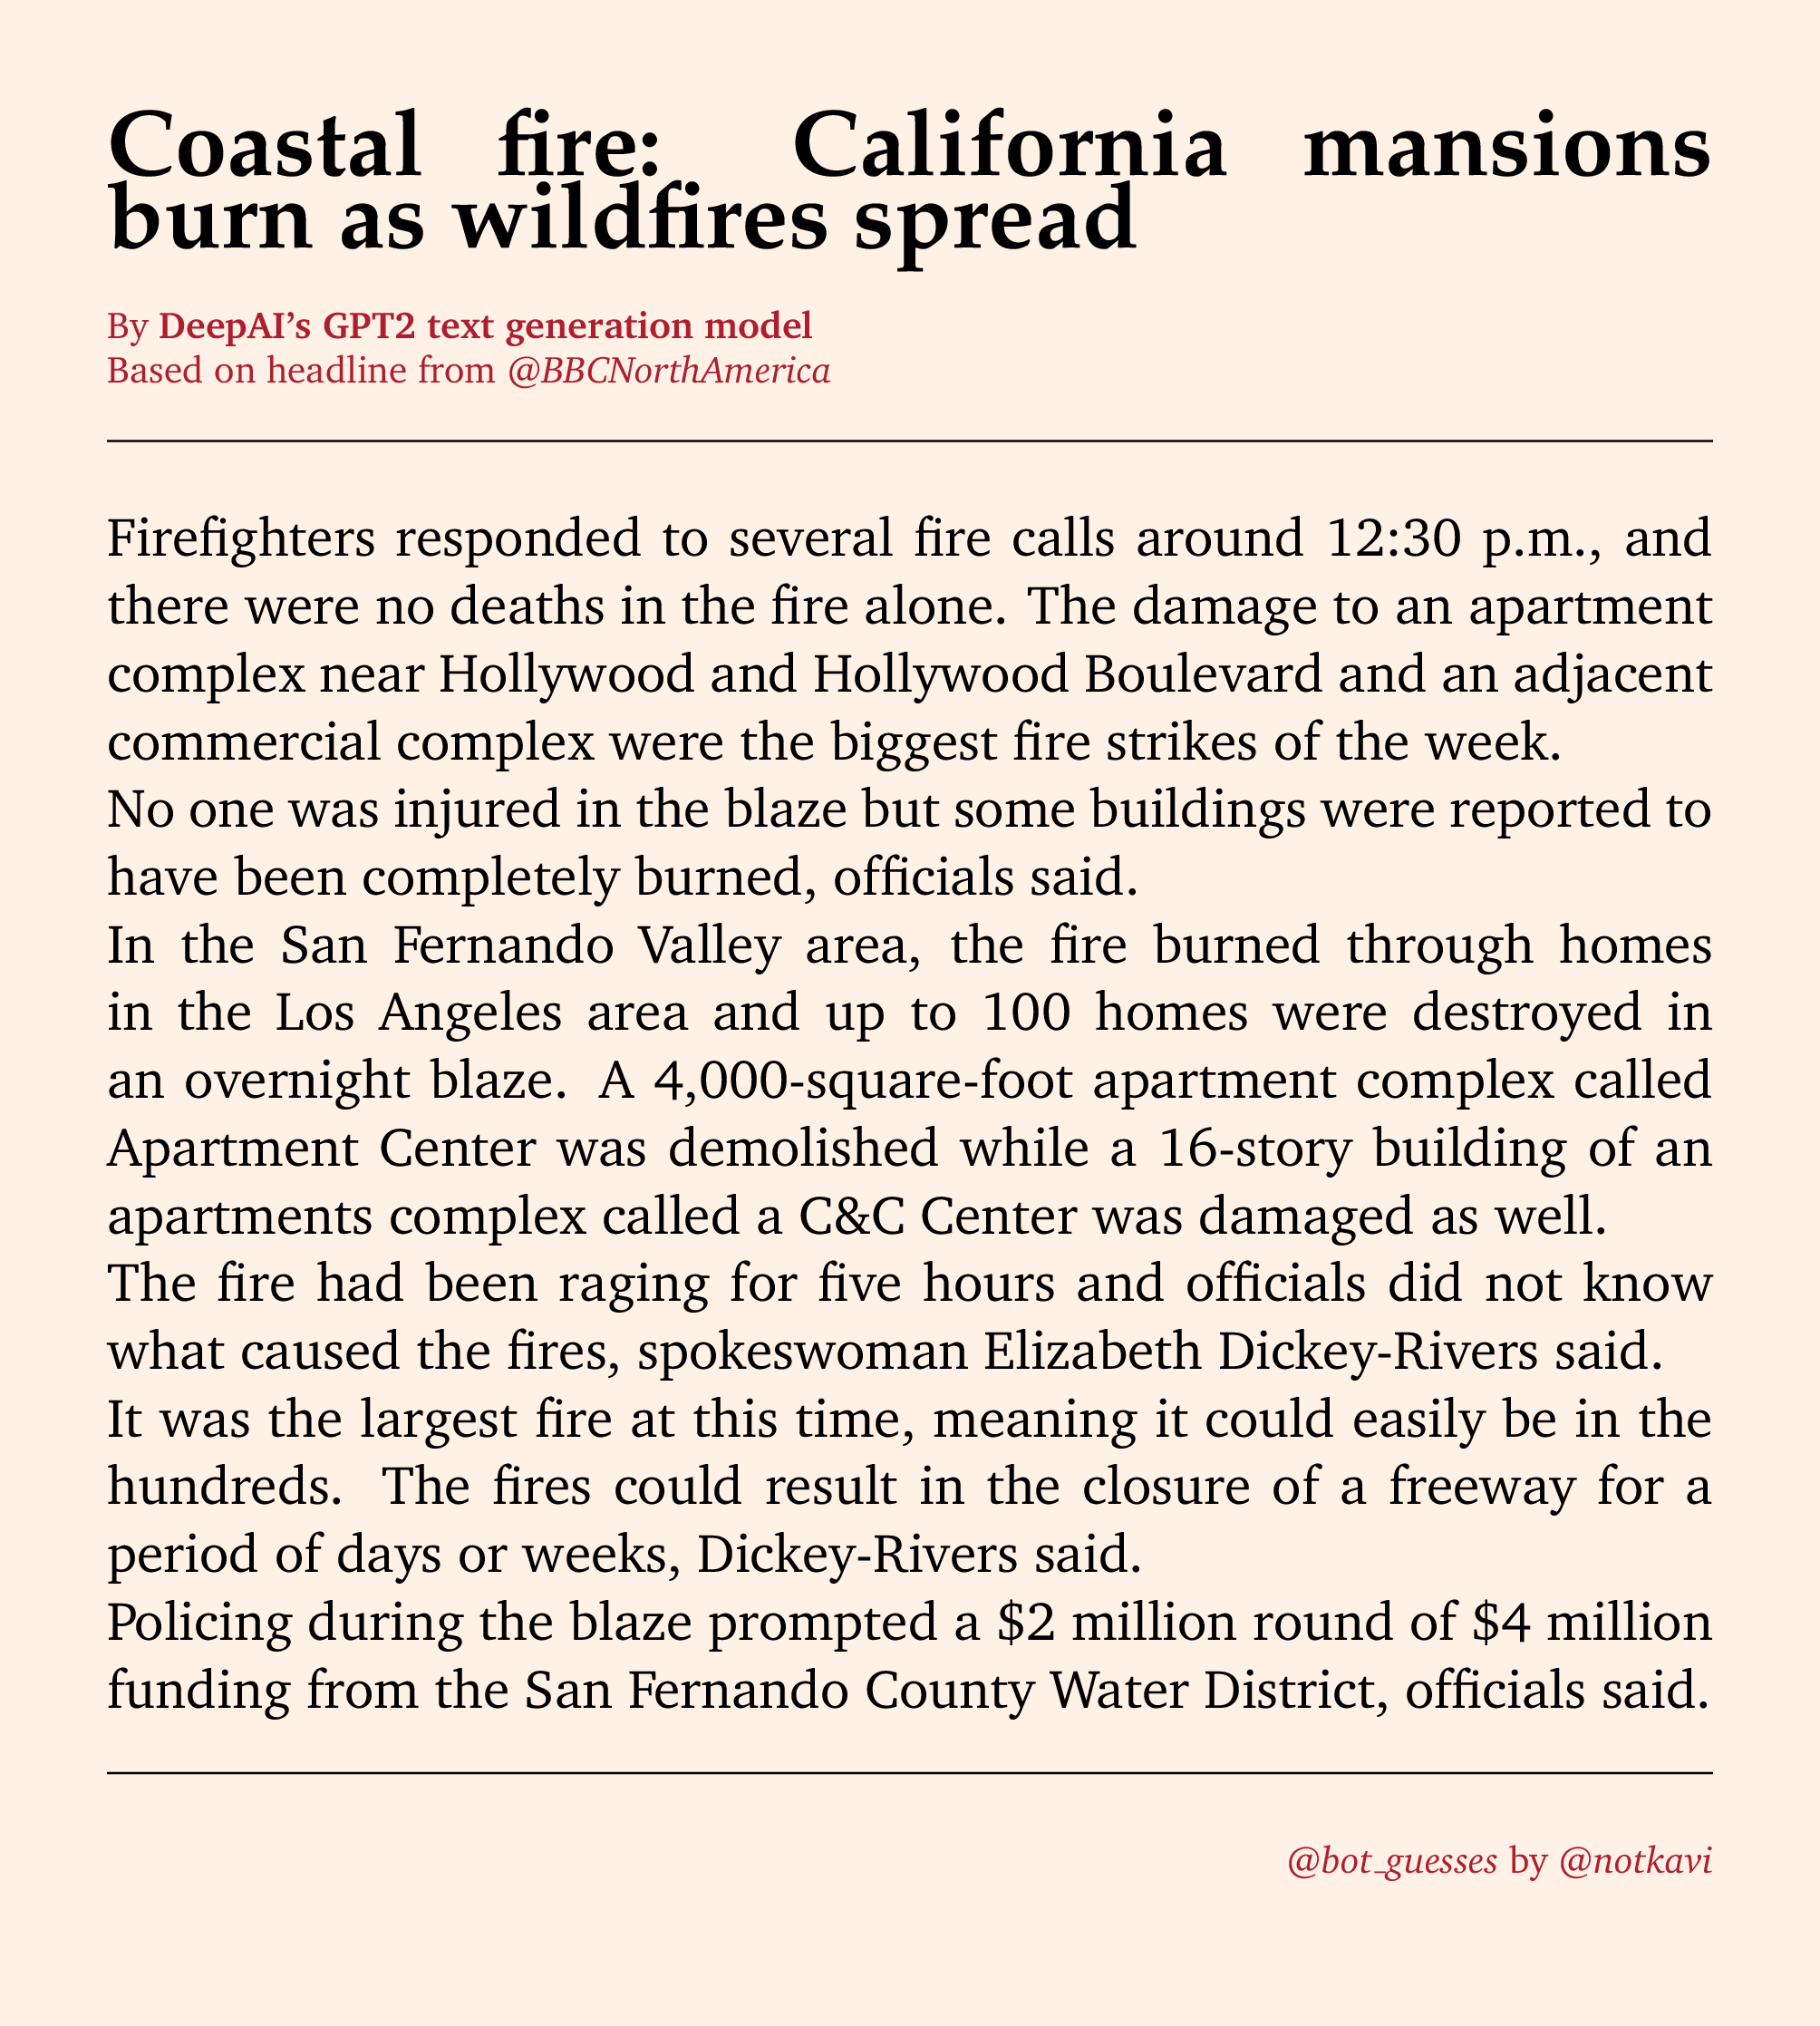 Coastal fire: California mansions
burn as wildfires spread
By DeepAI's GPT2 text generation model
Based on headline from @BBCNorthAmerica
Firefighters responded to several fire calls around 12:30 p.m., and
there were no deaths in the fire alone. The damage to an apartment
complex near Hollywood and Hollywood Boulevard and an adjacent
commercial complex were the biggest fire strikes of the week.
No one was injured in the blaze but some buildings were reported to
have been completely burned, officials said.
In the San Fernando Valley area, the fire burned through homes
in the Los Angeles area and up to 100 homes were destroyed in
an overnight blaze. A 4,000-square-foot apartment complex called
Apartment Center was demolished while a 16-story building of an
apartments complex called a C&C Center was damaged as well.
The fire had been raging for five hours and officials did not know
what caused the fires, spokeswoman Elizabeth Dickey-Rivers said.
It was the largest fire at this time, meaning it could easily be in the
hundreds. The fires could result in the closure of a freeway for a
period of days or weeks, Dickey-Rivers said.
Policing during the blaze prompted a $2 million round of $4 million
funding from the San Fernando County Water District, officials said.
@bot_guesses by @notkavi